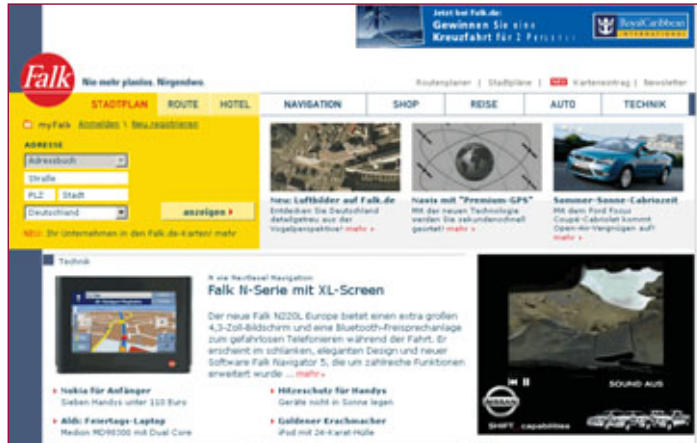 Jetzt bei Falk.de:
Gewinnen Sie eine
Kreuzfahrt für 2 Personen
RoyalCaribbean
INTERNATIONAL
Falk
Nie mehr planlos. Nirgendwo.
Routenplaner | Stadtpläne | NEU Karteneintrag | Newsletter
STADTPLAN ROUTE HOTEL NAVIGATION SHOP REISE AUTO TECHNIK
myFalk Anmeldung \ Neu registrieren
ADRESSE
Adressbuch
Straße
PLZ Stadt
Deutschland
anzeigen
NEU: Ihr Unternehmen in den Falk.de-Karten! mehr
Neu: Luftbilder auf Falk.de
Entdecken Sie Deutschland
detailgetreu aus der
Vogelperspektive! mehr »
Navis mit "Premium-GPS"
Mit der neuen Technologie
werden Sie sekundenschnell
geortet! mehr »
Sommer-Sonne-Cabriozeit
Mit dem Ford Focus
Coupé-Cabriolet kommt
Open-Air-Vergnügen auf!
mehr »
Technik
N wie Nextlevel Navigation
Falk N-Serie mit XL-Screen
Der neue Falk N220L Europe bietet einen extra großen
4,3-Zoll-Bildschirm und eine Bluetooth-Freisprechanlage
zum gefahrlosen Telefonieren während der Fahrt. Er
erscheint im schlanken, eleganten Design und neuer
Software Falk Navigator 5, die um zahlreiche Funktionen
erweitert wurde ... mehr »
Nokia für Anfänger
Sieben Handys unter 110 Euro
Aldi: Feiertags-Laptop
Medion MD98300 mit Dual Core
Hitzeschutz für Handys
Geräte nicht in Sonne legen
Goldener Krachmacher
iPod mit 24-Karat-Hülle
SOUND AUS
NISSAN
SHIFT_capabilities